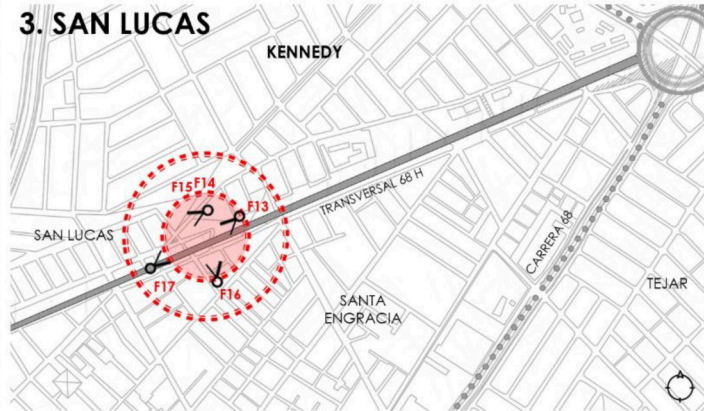 3. SAN LUCAS
KENNEDY
F15 F14
F13
TRANSVERSAL 68 H
SAN LUCAS
F17
F16
CARRERA 68
SANTA
ENGRACIA
TEJAR